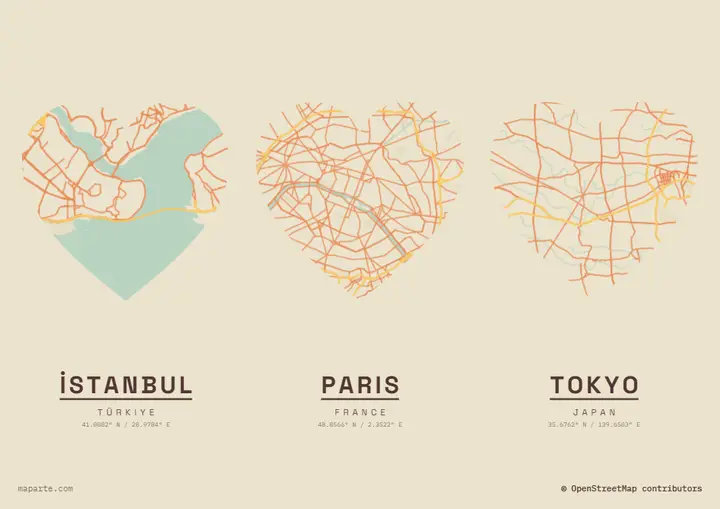 İSTANBUL
TÜRKIYE
41.0082° N / 28.9784° E
PARIS
FRANCE
48.8566° N / 2.3522° E
TOKYO
JAPAN
35.6762° N / 139.6503° E
maparte.com
© OpenStreetMap contributors